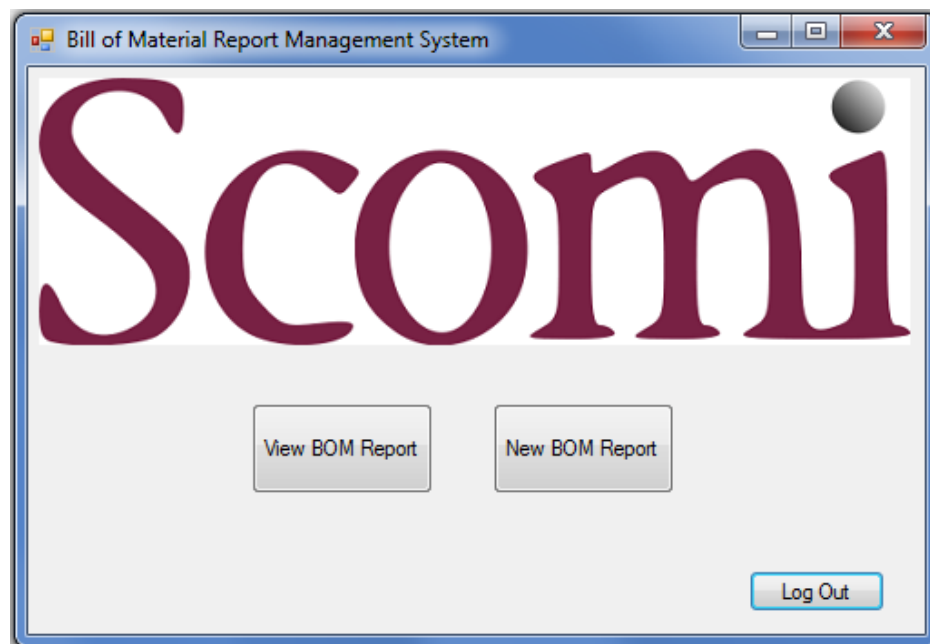 Bill of Material Report Management System
Scomi
View BOM Report
New BOM Report
Log Out